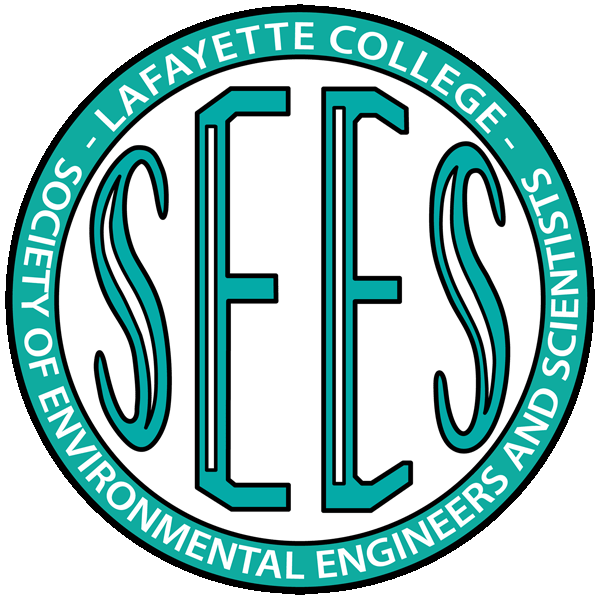 - LAFAYETTE COLLEGE -
SOCIETY OF ENVIRONMENTAL ENGINEERS AND SCIENTISTS
SEES